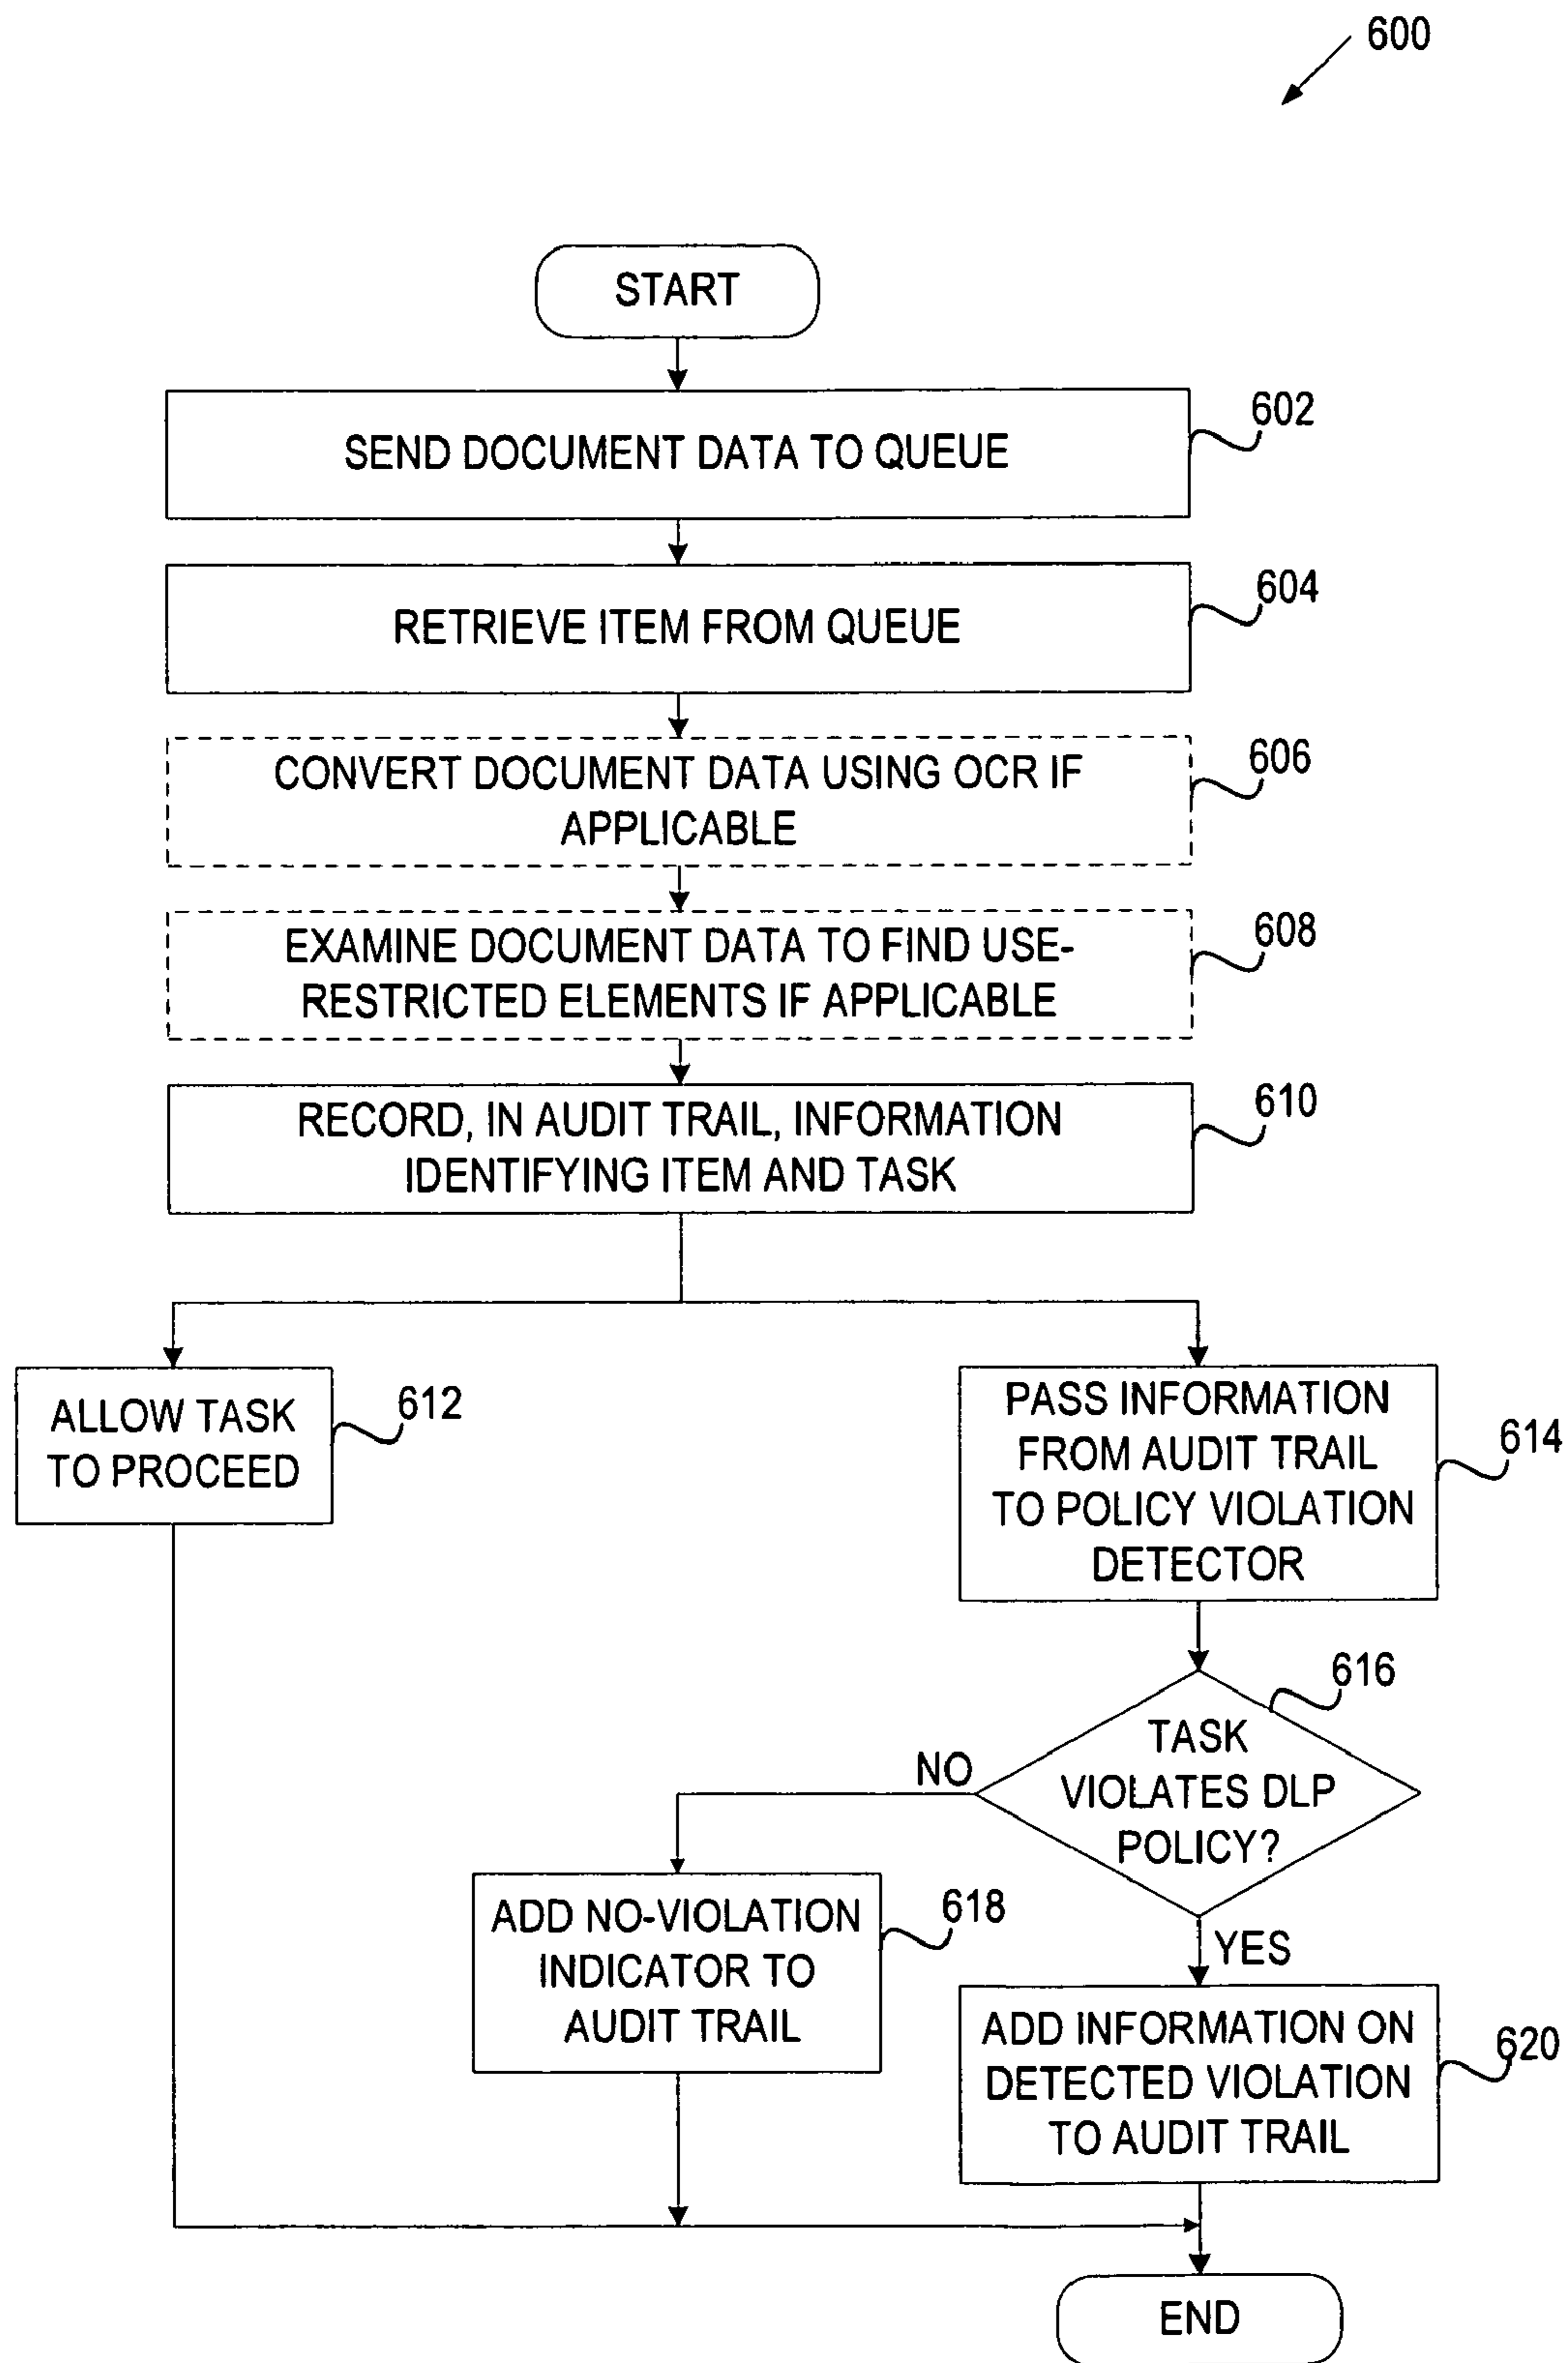 600
START
SEND DOCUMENT DATA TO QUEUE
602
RETRIEVE ITEM FROM QUEUE
604
CONVERT DOCUMENT DATA USING OCR IF
APPLICABLE
606
EXAMINE DOCUMENT DATA TO FIND USE-
RESTRICTED ELEMENTS IF APPLICABLE
608
RECORD, IN AUDIT TRAIL, INFORMATION
IDENTIFYING ITEM AND TASK
610
ALLOW TASK
TO PROCEED
612
PASS INFORMATION
FROM AUDIT TRAIL
TO POLICY VIOLATION
DETECTOR
614
TASK
VIOLATES DLP
POLICY?
616
NO
YES
ADD NO-VIOLATION
INDICATOR TO
AUDIT TRAIL
618
ADD INFORMATION ON
DETECTED VIOLATION
TO AUDIT TRAIL
620
END